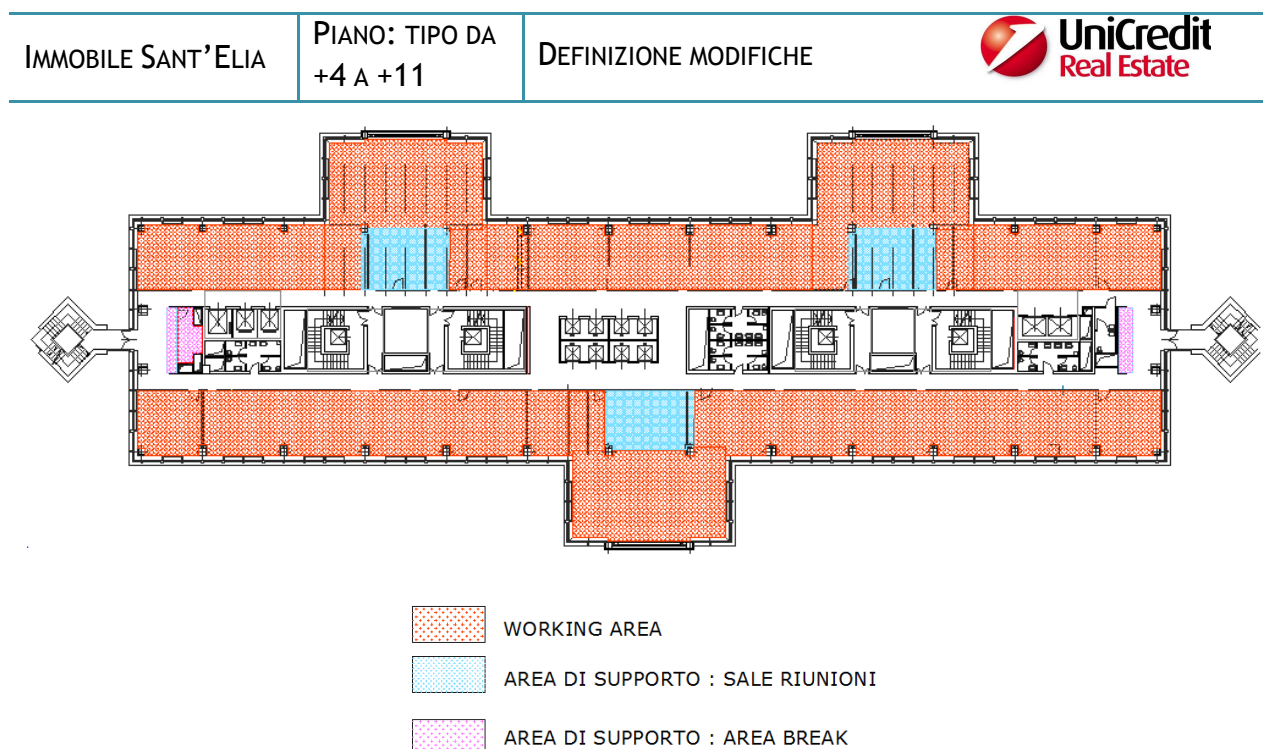 IMMOBILE SANT'ELIA
PIANO: TIPO DA
+4 A +11
DEFINIZIONE MODIFICHE
UniCredit
Real Estate
WORKING AREA
AREA DI SUPPORTO : SALE RIUNIONI
AREA DI SUPPORTO : AREA BREAK